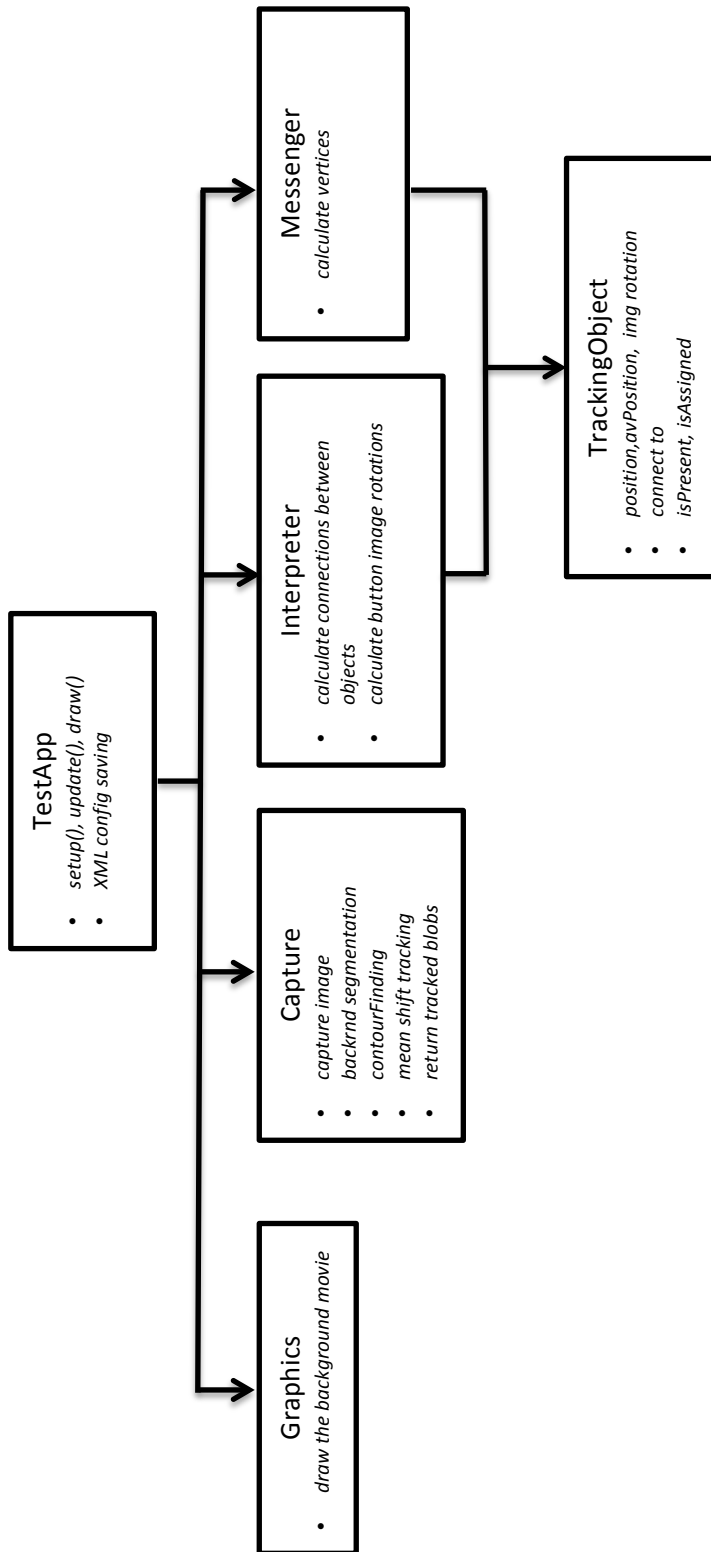 TestApp
• setup(), update(), draw()
• XML config saving
Graphics
• draw the background movie
Capture
• capture image
• backrnd segmentation
• contourFinding
• mean shift tracking
• return tracked blobs
Interpreter
• calculate connections between
objects
• calculate button image rotations
Messenger
• calculate vertices
TrackingObject
• position,avPosition, img rotation
• connect to
• isPresent, isAssigned